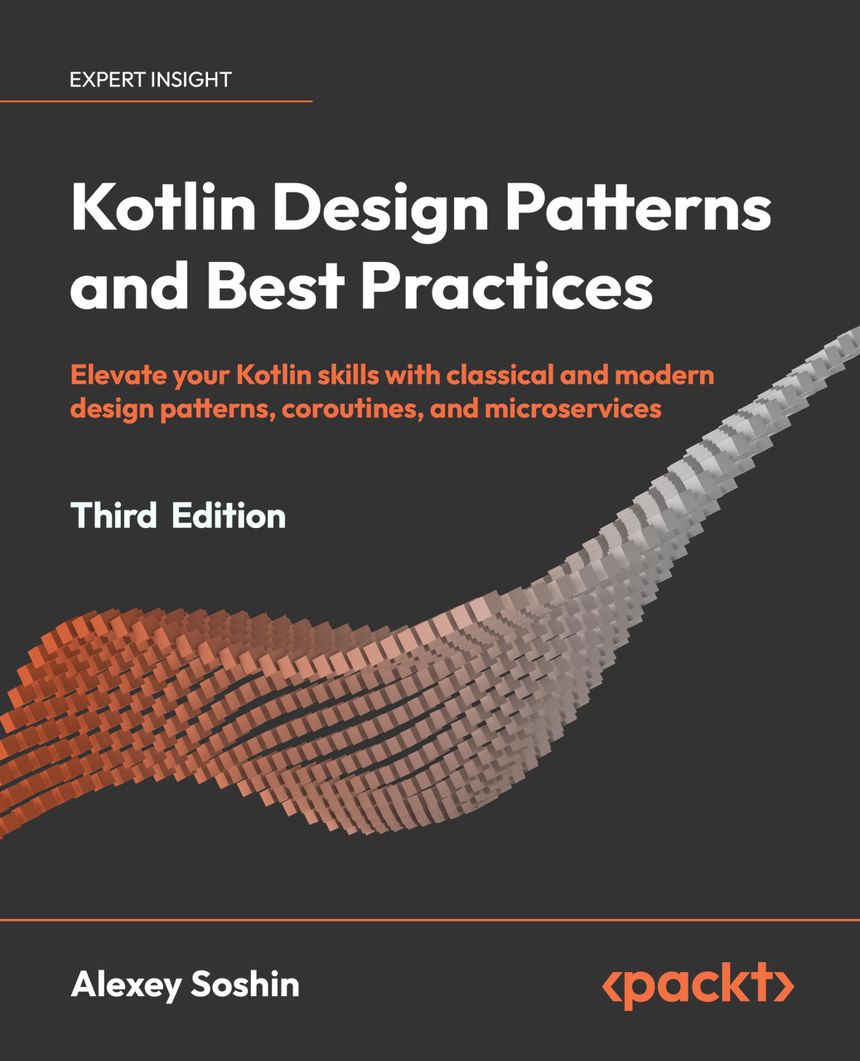 EXPERT INSIGHT
Kotlin Design Patterns
and Best Practices
Elevate your Kotlin skills with classical and modern
design patterns, coroutines, and microservices
Third Edition
Alexey Soshin
<packt>